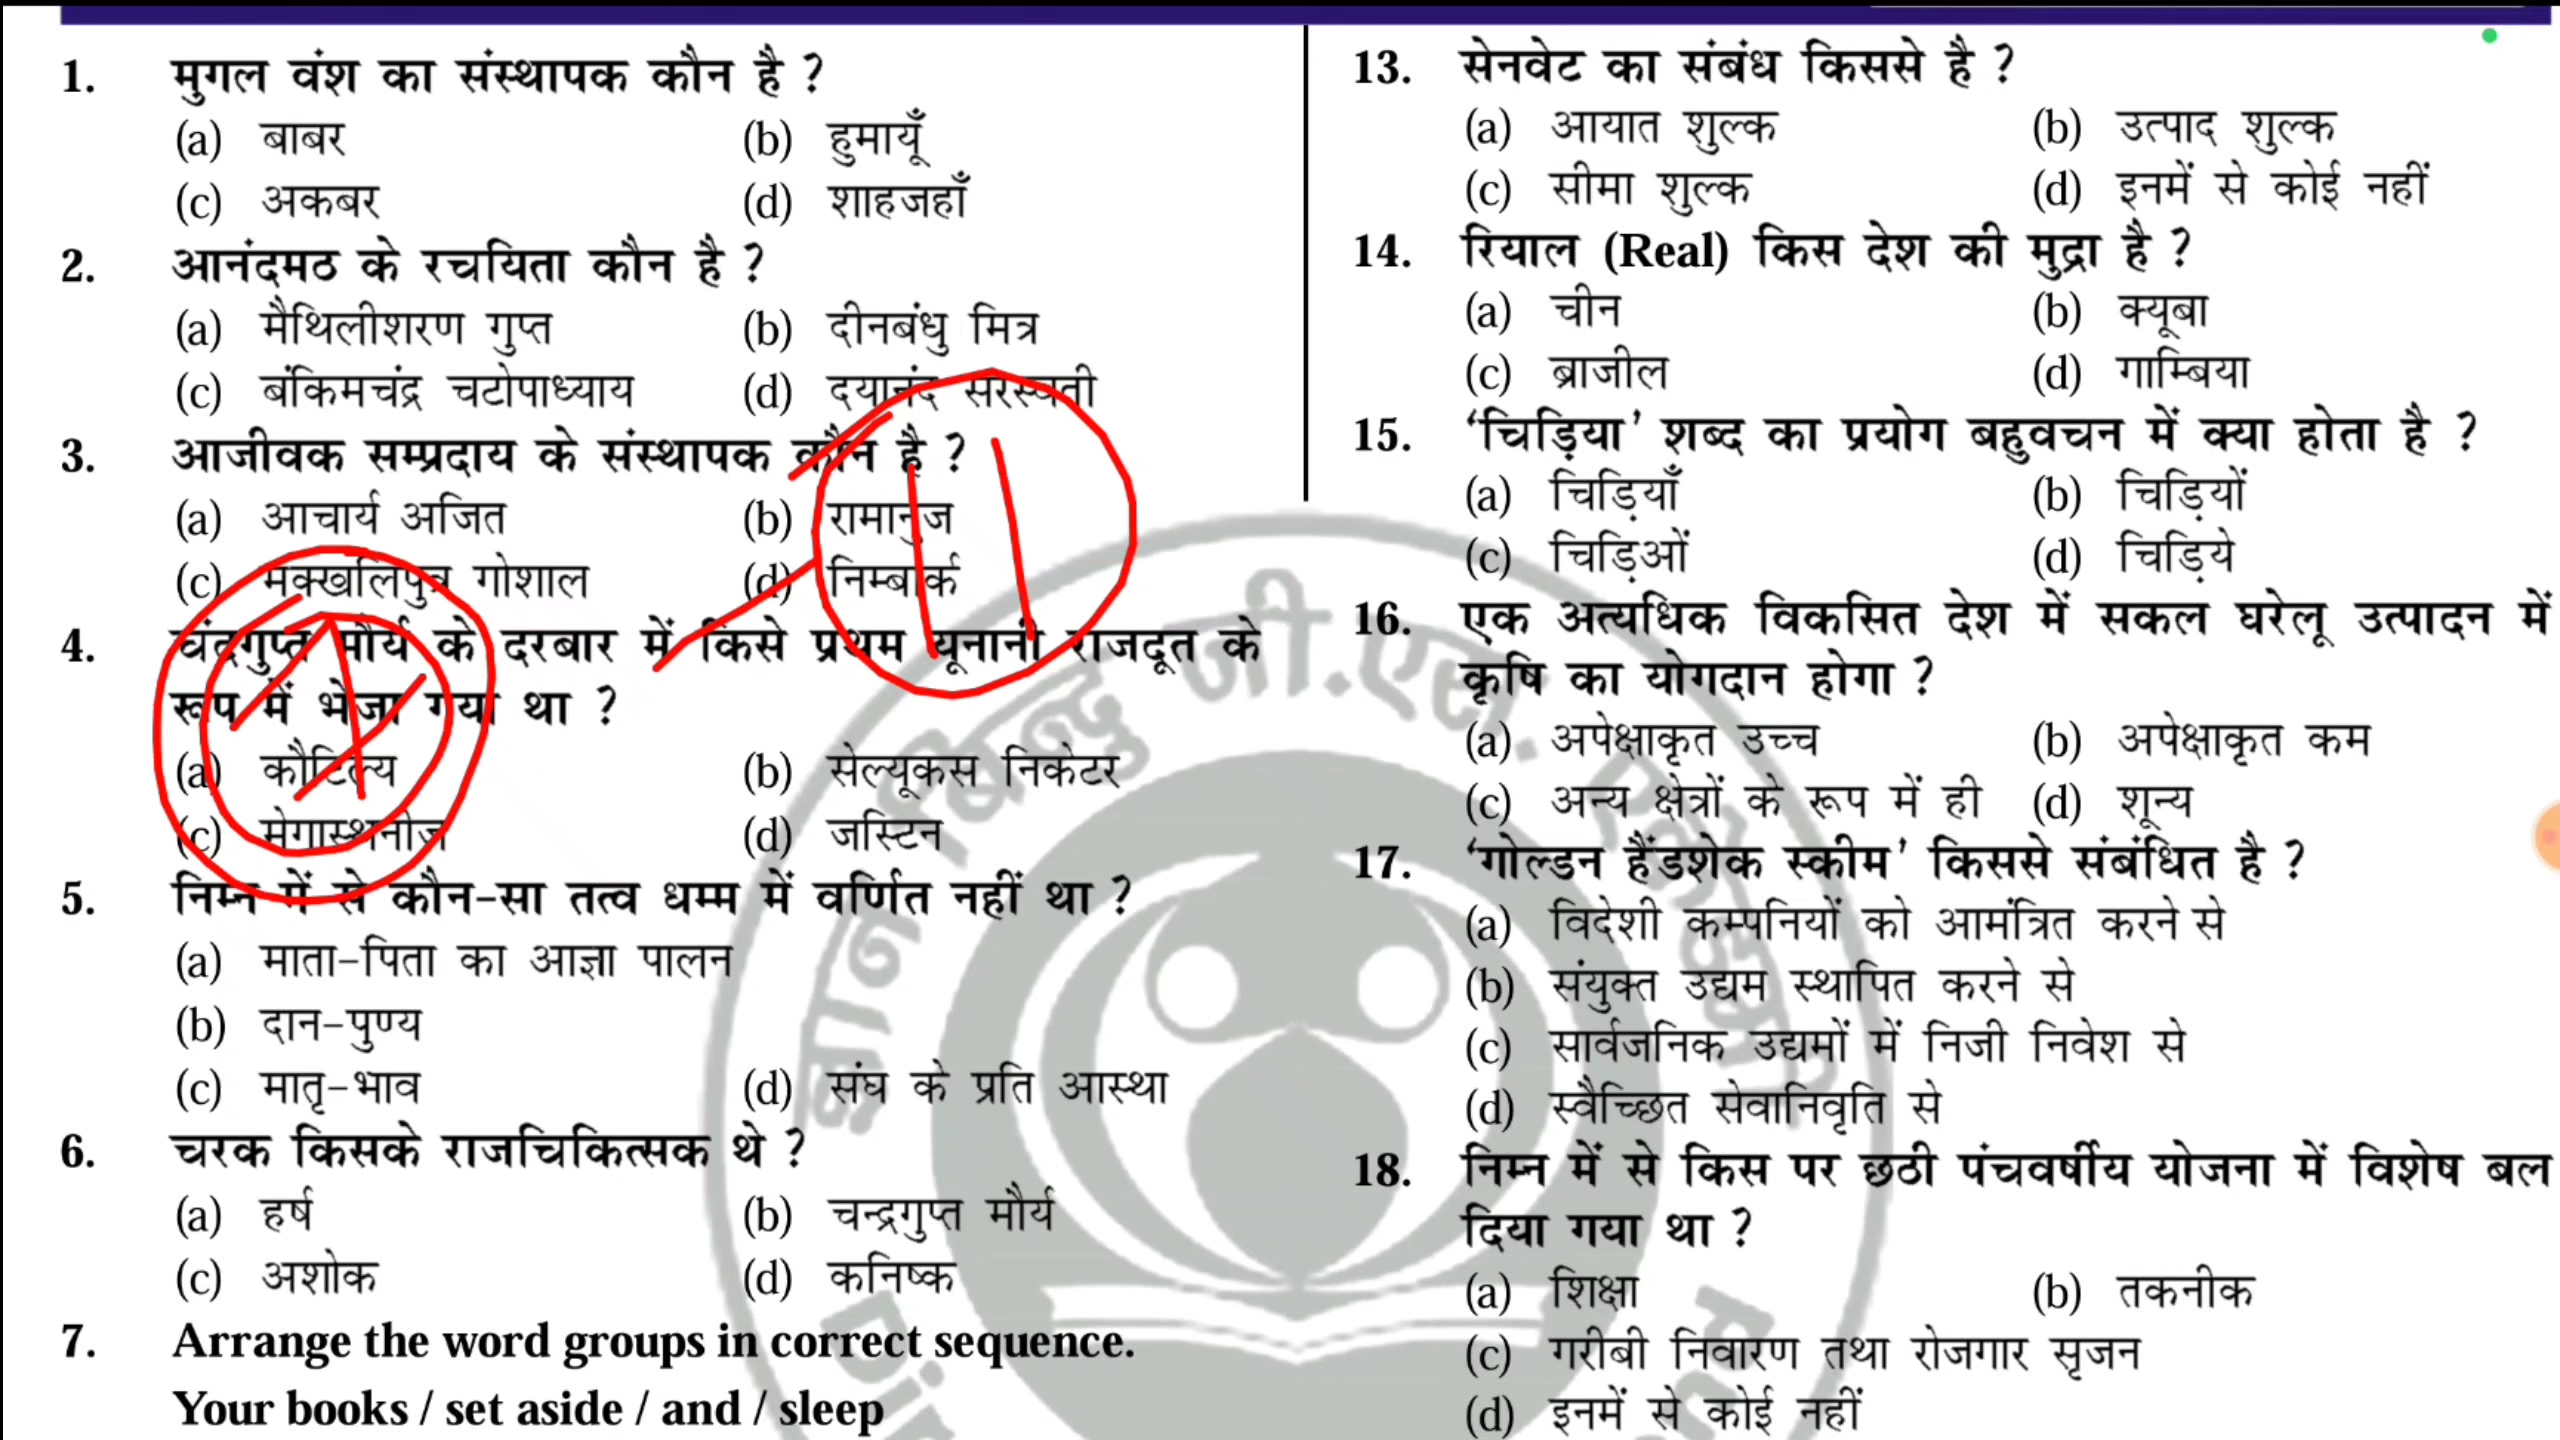 1. मुगल वंश का संस्थापक कौन है ?
(a) बाबर (b) हुमायूँ
(c) अकबर (d) शाहजहाँ
2. आनंदमठ के रचयिता कौन है ?
(a) मैथिलीशरण गुप्त (b) दीनबंधु मित्र
(c) बंकिमचंद्र चटोपाध्याय (d) दयानंद सरस्वती
3. आजीवक सम्प्रदाय के संस्थापक कौन है ?
(a) आचार्य अजित (b) रामानुज
(c) मक्खलिपुत्र गोशाल (d) निम्बार्क
4. चंद्रगुप्त मौर्य के दरबार में किसे प्रथम यूनानी राजदूत के
रूप में भेजा गया था ?
(a) कौटिल्य (b) सेल्यूकस निकेटर
(c) मेगास्थनीज (d) जस्टिन
5. निम्न में से कौन-सा तत्व धम्म में वर्णित नहीं था ?
(a) माता-पिता का आज्ञा पालन
(b) दान-पुण्य
(c) मातृ-भाव (d) संघ के प्रति आस्था
6. चरक किसके राजचिकित्सक थे ?
(a) हर्ष (b) चन्द्रगुप्त मौर्य
(c) अशोक (d) कनिष्क
7. Arrange the word groups in correct sequence.
Your books / set aside / and / sleep
13. सेनवेट का संबंध किससे है ?
(a) आयात शुल्क (b) उत्पाद शुल्क
(c) सीमा शुल्क (d) इनमें से कोई नहीं
14. रियाल (Real) किस देश की मुद्रा है ?
(a) चीन (b) क्यूबा
(c) ब्राजील (d) गाम्बिया
15. 'चिड़िया' शब्द का प्रयोग बहुवचन में क्या होता है ?
(a) चिड़ियाँ (b) चिड़ियों
(c) चिड़िओं (d) चिड़िये
16. एक अत्यधिक विकसित देश में सकल घरेलू उत्पादन में
कृषि का योगदान होगा ?
(a) अपेक्षाकृत उच्च (b) अपेक्षाकृत कम
(c) अन्य क्षेत्रों के रूप में ही (d) शून्य
17. 'गोल्डन हैंडशेक स्कीम' किससे संबंधित है ?
(a) विदेशी कम्पनियों को आमंत्रित करने से
(b) संयुक्त उद्यम स्थापित करने से
(c) सार्वजनिक उद्यमों में निजी निवेश से
(d) स्वैच्छित सेवानिवृति से
18. निम्न में से किस पर छठी पंचवर्षीय योजना में विशेष बल
दिया गया था ?
(a) शिक्षा (b) तकनीक
(c) गरीबी निवारण तथा रोजगार सृजन
(d) इनमें से कोई नहीं
ज्ञान बिन्दु जी.एस. एकेडमी